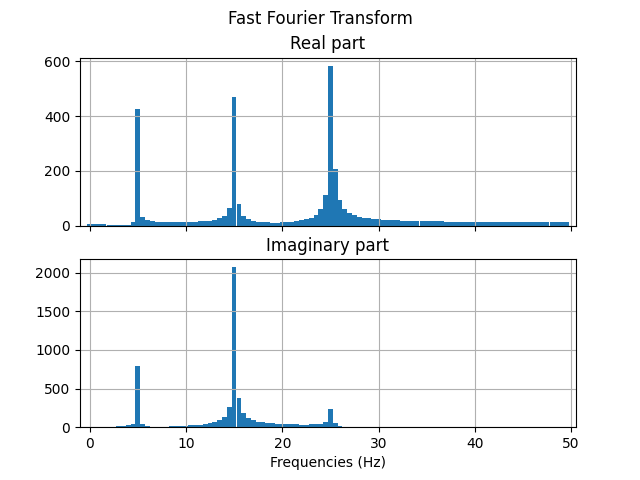 Fast Fourier Transform
Real part
600
400
200
0
Imaginary part
2000
1500
1000
500
0
0 10 20 30 40 50
Frequencies (Hz)